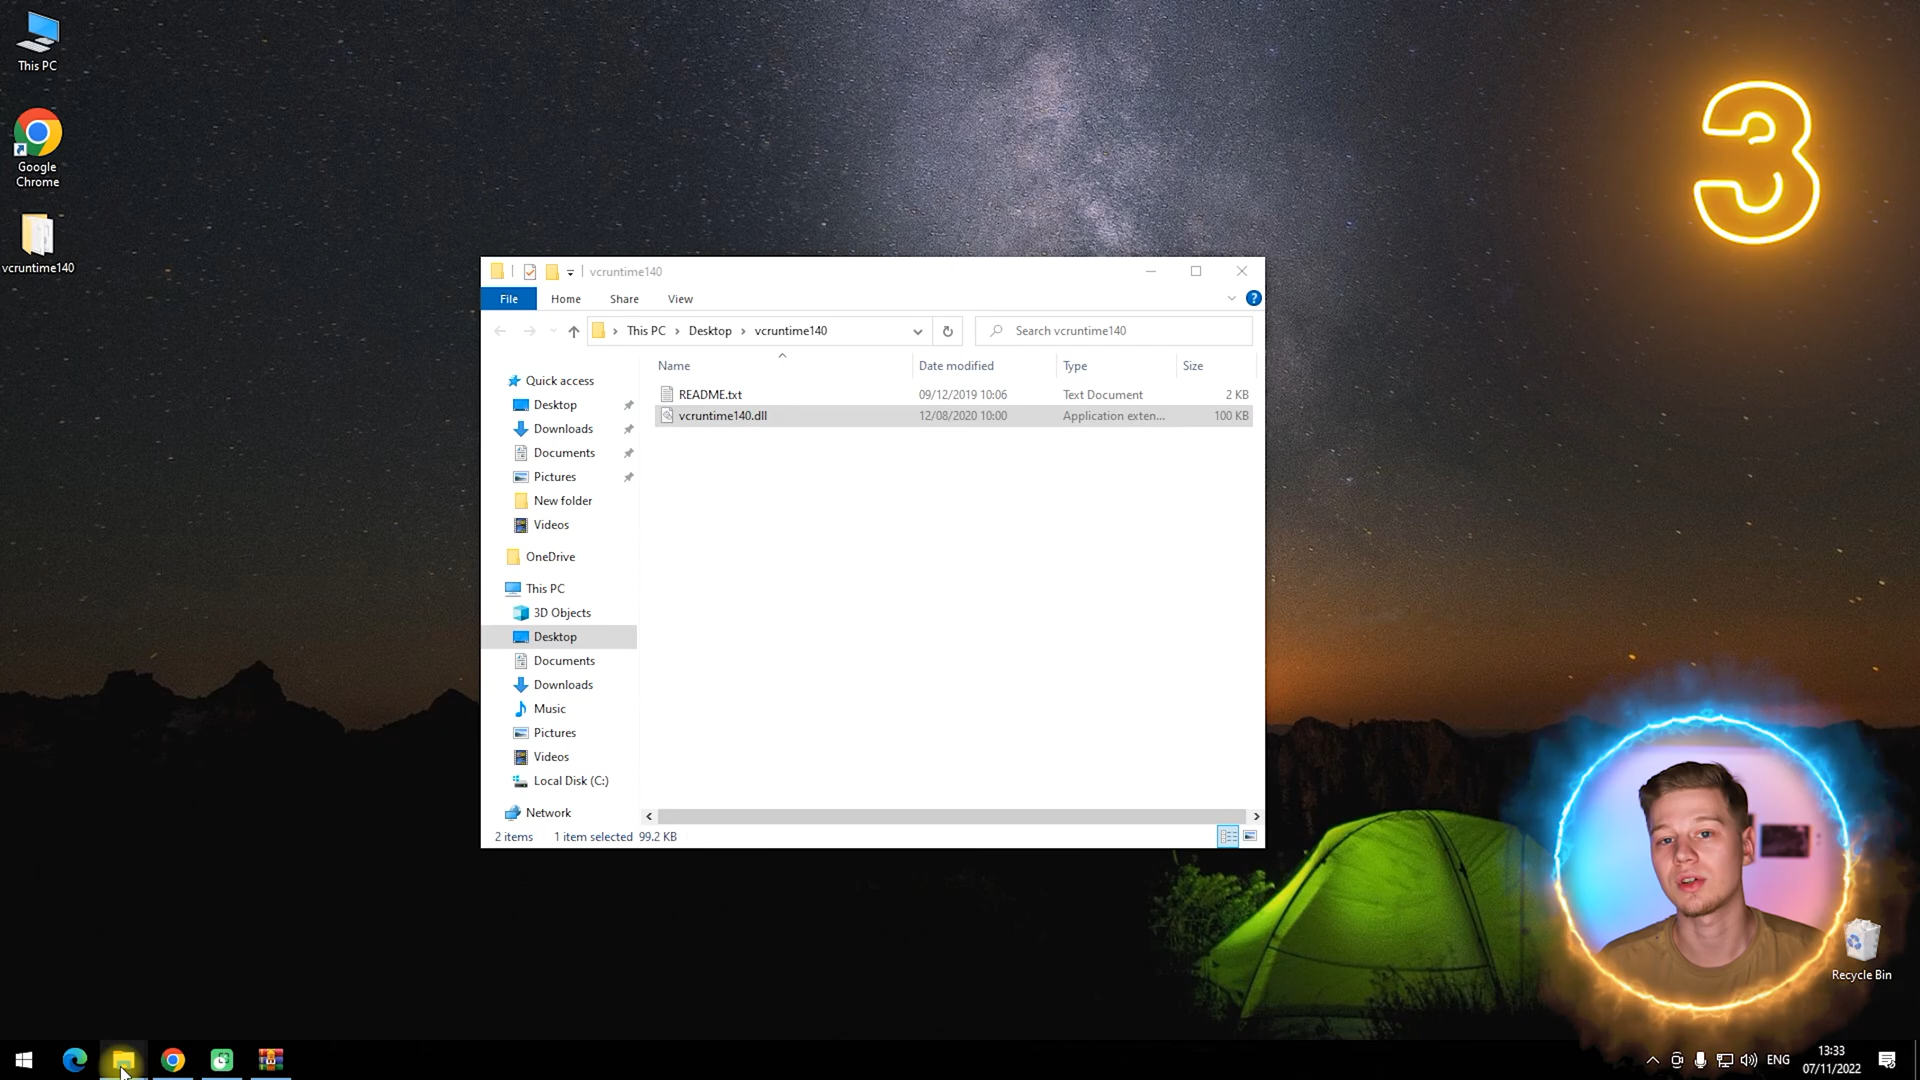 This PC
Google
Chrome
vcruntime140
3
vcruntime140
File
Home
Share
View
This PC
Desktop
vcruntime140
Search vcruntime140
Name
Date modified
Type
Size
README.txt
09/12/2019 10:06
Text Document
2 KB
vcruntime140.dll
12/08/2020 10:00
Application exten...
100 KB
Quick access
Desktop
Downloads
Documents
Pictures
New folder
Videos
OneDrive
This PC
3D Objects
Desktop
Documents
Downloads
Music
Pictures
Videos
Local Disk (C:)
Network
2 items
1 item selected 99.2 KB
Recycle Bin
ENG
13:33
07/11/2022